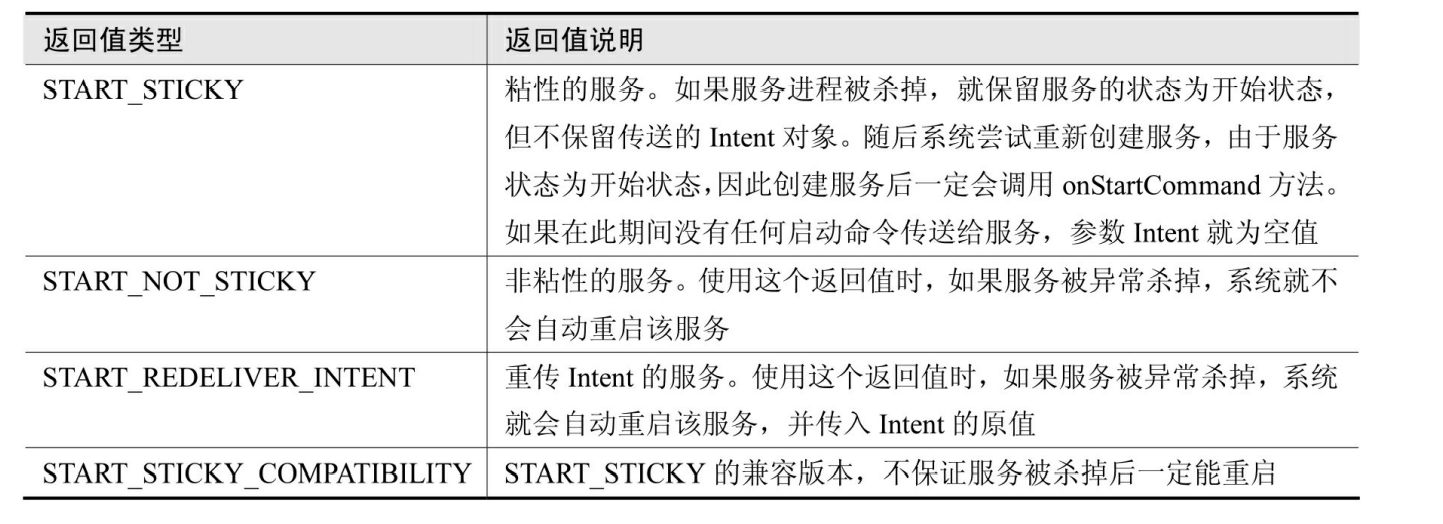 返回值类型 返回值说明
START_STICKY 粘性的服务。如果服务进程被杀掉，就保留服务的状态为开始状态，
但不保留传送的 Intent 对象。随后系统尝试重新创建服务，由于服务
状态为开始状态，因此创建服务后一定会调用 onStartCommand 方法。
如果在此期间没有任何启动命令传送给服务，参数 Intent 就为空值
START_NOT_STICKY 非粘性的服务。使用这个返回值时，如果服务被异常杀掉，系统就不
会自动重启该服务
START_REDELIVER_INTENT 重传 Intent 的服务。使用这个返回值时，如果服务被异常杀掉，系统
就会自动重启该服务，并传入 Intent 的原值
START_STICKY_COMPATIBILITY START_STICKY 的兼容版本，不保证服务被杀掉后一定能重启